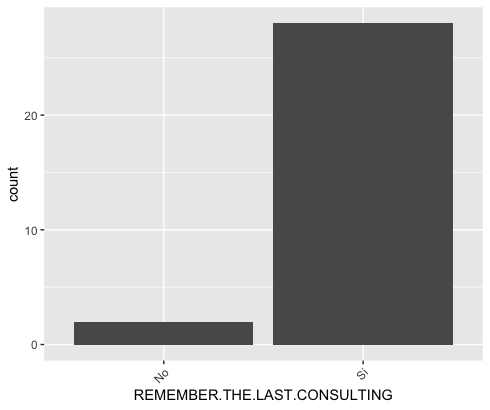 count
20
10
0
No
Si
REMEMBER.THE.LAST.CONSULTING